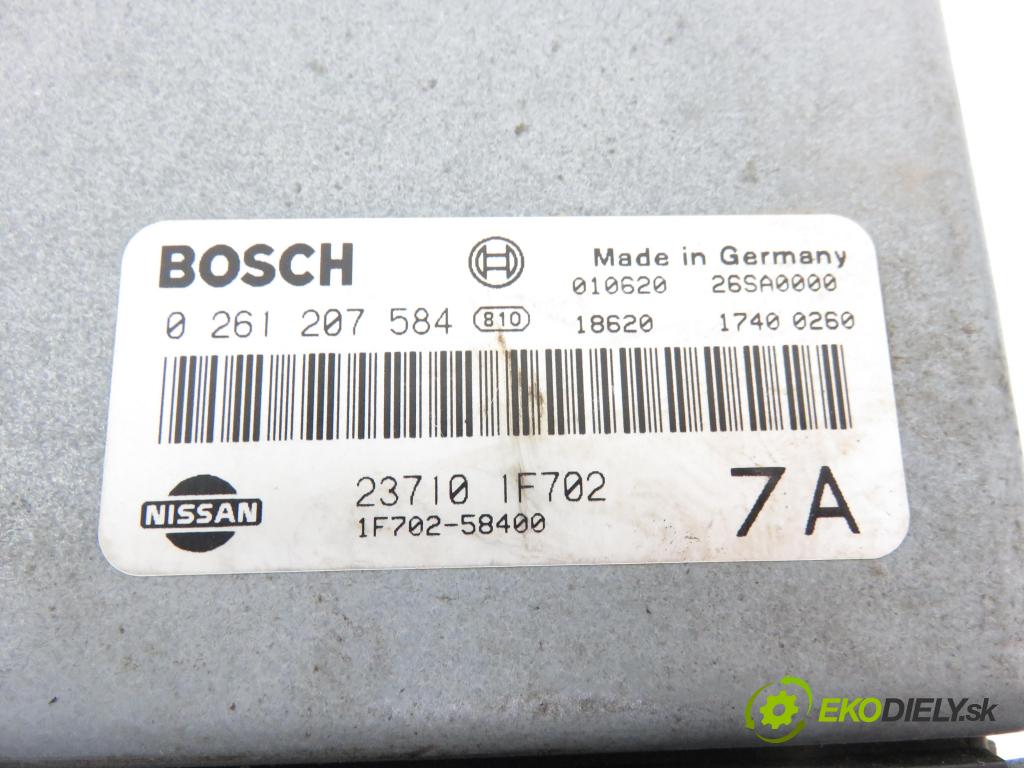 BOSCH Made in Germany
010620 26SA0000
0 261 207 584 810 18620 1740 0260
NISSAN 23710 1F702 7A
1F702-58400
EKODIELY.sk